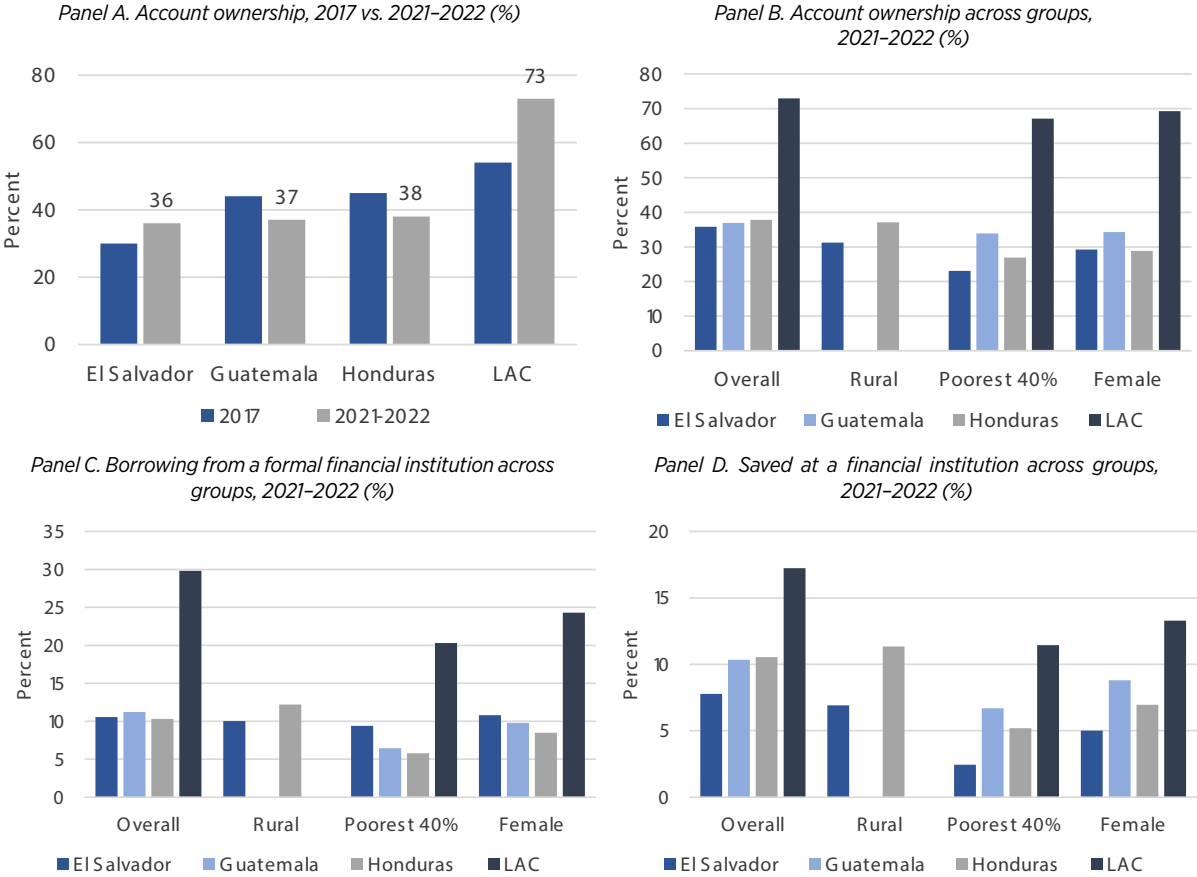 Panel A. Account ownership, 2017 vs. 2021–2022 (%)
Percent
80
60
40
20
0
36
37
38
73
El Salvador Guatemala Honduras LAC
2017 2021-2022
Panel B. Account ownership across groups,
2021–2022 (%)
Percent
80
70
60
50
40
30
20
10
0
Overall Rural Poorest 40% Female
El Salvador Guatemala Honduras LAC
Panel C. Borrowing from a formal financial institution across
groups, 2021–2022 (%)
Percent
35
30
25
20
15
10
5
0
Overall Rural Poorest 40% Female
El Salvador Guatemala Honduras LAC
Panel D. Saved at a financial institution across groups,
2021–2022 (%)
Percent
20
15
10
5
0
Overall Rural Poorest 40% Female
El Salvador Guatemala Honduras LAC